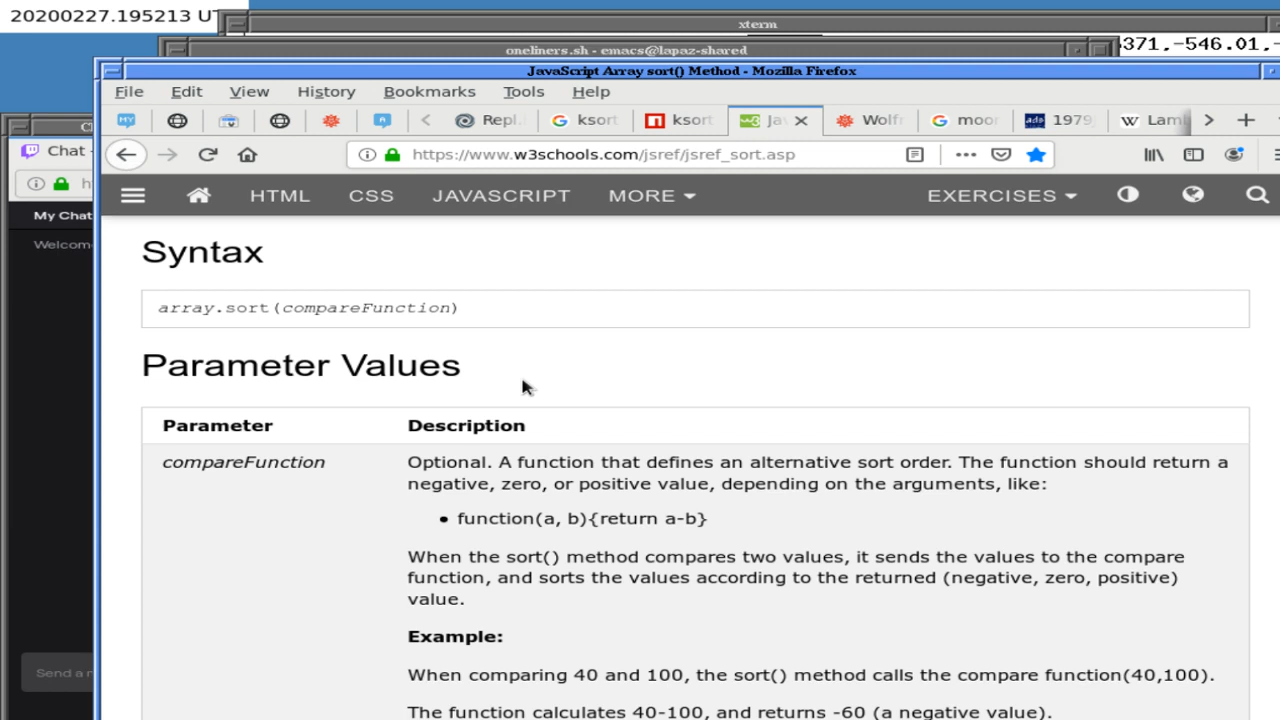 20200227.195213 U
xterm
oneliners.sh - emacs@lapaz-shared
371,-546.01,-
JavaScript Array sort() Method - Mozilla Firefox
File Edit View History Bookmarks Tools Help
Repl. ksort ksort Ja Wolfr moor 1979 Lam
Chat -
https://www.w3schools.com/jsref/jsref_sort.asp
HTML CSS JAVASCRIPT MORE EXERCISES
My Chat
Welcom
Syntax
array.sort(compareFunction)
Parameter Values
Parameter Description
compareFunction Optional. A function that defines an alternative sort order. The function should return a
negative, zero, or positive value, depending on the arguments, like:
• function(a, b){return a-b}
When the sort() method compares two values, it sends the values to the compare
function, and sorts the values according to the returned (negative, zero, positive)
value.
Example:
When comparing 40 and 100, the sort() method calls the compare function(40,100).
Send a
The function calculates 40-100, and returns -60 (a negative value).